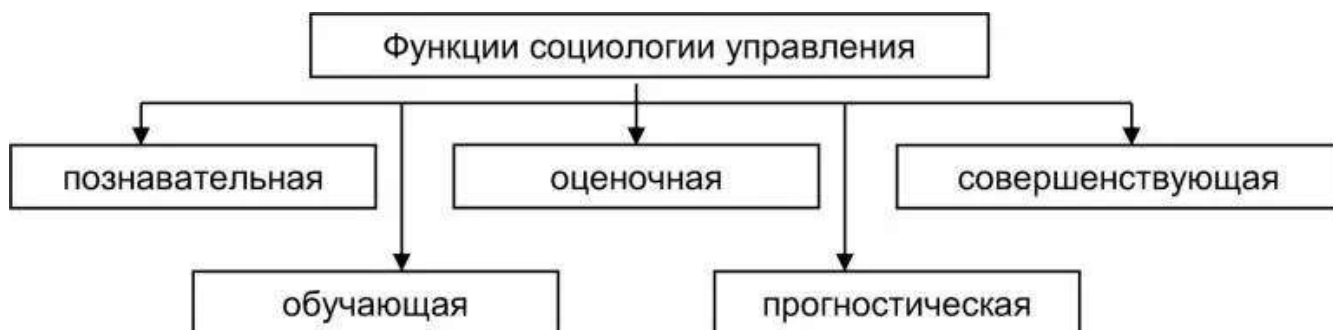 Функции социологии управления
познавательная
оценочная
совершенствующая
обучающая
прогностическая